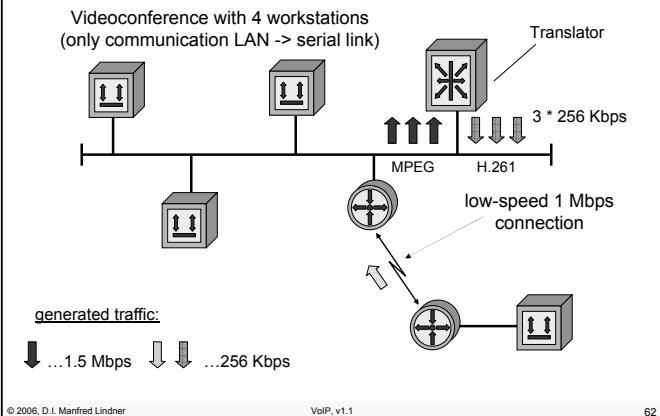 Videoconference with 4 workstations
(only communication LAN -> serial link)
Translator
3 * 256 Kbps
MPEG
H.261
low-speed 1 Mbps
connection
generated traffic:
...1.5 Mbps
...256 Kbps
© 2006, D.I. Manfred Lindner
VoIP, v1.1
62